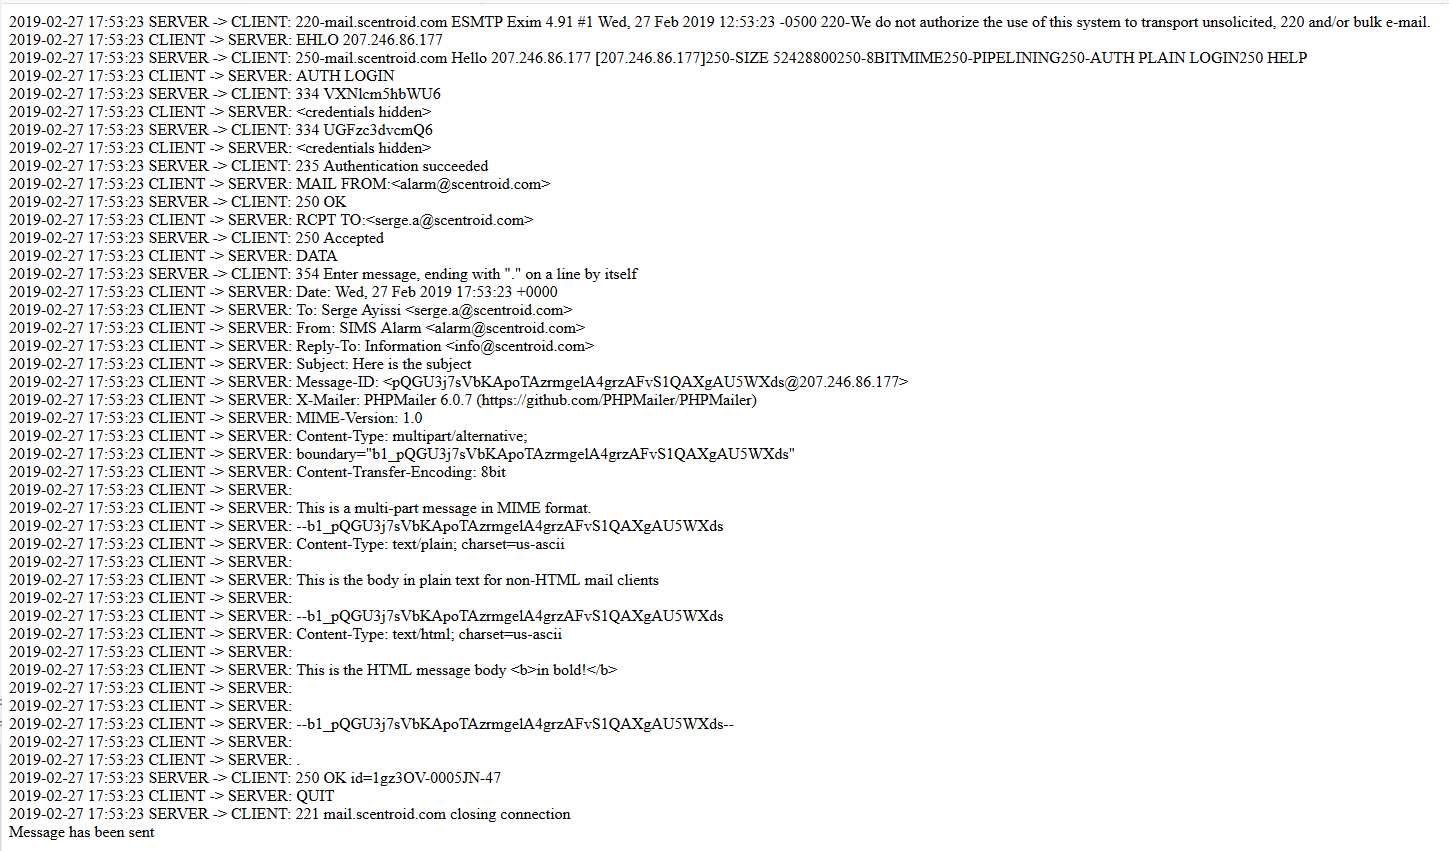 2019-02-27 17:53:23 SERVER -> CLIENT: 220-mail.scentroid.com ESMTP Exim 4.91 #1 Wed, 27 Feb 2019 12:53:23 -0500 220-We do not authorize the use of this system to transport unsolicited, 220 and/or bulk e-mail.
2019-02-27 17:53:23 CLIENT -> SERVER: EHLO 207.246.86.177
2019-02-27 17:53:23 SERVER -> CLIENT: 250-mail.scentroid.com Hello 207.246.86.177 [207.246.86.177]250-SIZE 52428800250-8BITMIME250-PIPELINING250-AUTH PLAIN LOGIN250 HELP
2019-02-27 17:53:23 CLIENT -> SERVER: AUTH LOGIN
2019-02-27 17:53:23 SERVER -> CLIENT: 334 VXNlcm5hbWU6
2019-02-27 17:53:23 CLIENT -> SERVER: <credentials hidden>
2019-02-27 17:53:23 SERVER -> CLIENT: 334 UGFzc3dvcmQ6
2019-02-27 17:53:23 CLIENT -> SERVER: <credentials hidden>
2019-02-27 17:53:23 SERVER -> CLIENT: 235 Authentication succeeded
2019-02-27 17:53:23 CLIENT -> SERVER: MAIL FROM:<alarm@scentroid.com>
2019-02-27 17:53:23 SERVER -> CLIENT: 250 OK
2019-02-27 17:53:23 CLIENT -> SERVER: RCPT TO:<serge.a@scentroid.com>
2019-02-27 17:53:23 SERVER -> CLIENT: 250 Accepted
2019-02-27 17:53:23 CLIENT -> SERVER: DATA
2019-02-27 17:53:23 SERVER -> CLIENT: 354 Enter message, ending with "." on a line by itself
2019-02-27 17:53:23 CLIENT -> SERVER: Date: Wed, 27 Feb 2019 17:53:23 +0000
2019-02-27 17:53:23 CLIENT -> SERVER: To: Serge Ayissi <serge.a@scentroid.com>
2019-02-27 17:53:23 CLIENT -> SERVER: From: SIMS Alarm <alarm@scentroid.com>
2019-02-27 17:53:23 CLIENT -> SERVER: Reply-To: Information <info@scentroid.com>
2019-02-27 17:53:23 CLIENT -> SERVER: Subject: Here is the subject
2019-02-27 17:53:23 CLIENT -> SERVER: Message-ID: <pQGU3j7sVbKApoTAzrmgelA4grzAFvS1QAXgAU5WXds@207.246.86.177>
2019-02-27 17:53:23 CLIENT -> SERVER: X-Mailer: PHPMailer 6.0.7 (https://github.com/PHPMailer/PHPMailer)
2019-02-27 17:53:23 CLIENT -> SERVER: MIME-Version: 1.0
2019-02-27 17:53:23 CLIENT -> SERVER: Content-Type: multipart/alternative;
2019-02-27 17:53:23 CLIENT -> SERVER: boundary="b1_pQGU3j7sVbKApoTAzrmgelA4grzAFvS1QAXgAU5WXds"
2019-02-27 17:53:23 CLIENT -> SERVER: Content-Transfer-Encoding: 8bit
2019-02-27 17:53:23 CLIENT -> SERVER:
2019-02-27 17:53:23 CLIENT -> SERVER: This is a multi-part message in MIME format.
2019-02-27 17:53:23 CLIENT -> SERVER: --b1_pQGU3j7sVbKApoTAzrmgelA4grzAFvS1QAXgAU5WXds
2019-02-27 17:53:23 CLIENT -> SERVER: Content-Type: text/plain; charset=us-ascii
2019-02-27 17:53:23 CLIENT -> SERVER:
2019-02-27 17:53:23 CLIENT -> SERVER: This is the body in plain text for non-HTML mail clients
2019-02-27 17:53:23 CLIENT -> SERVER:
2019-02-27 17:53:23 CLIENT -> SERVER: --b1_pQGU3j7sVbKApoTAzrmgelA4grzAFvS1QAXgAU5WXds
2019-02-27 17:53:23 CLIENT -> SERVER: Content-Type: text/html; charset=us-ascii
2019-02-27 17:53:23 CLIENT -> SERVER:
2019-02-27 17:53:23 CLIENT -> SERVER: This is the HTML message body <b>in bold!</b>
2019-02-27 17:53:23 CLIENT -> SERVER:
2019-02-27 17:53:23 CLIENT -> SERVER:
2019-02-27 17:53:23 CLIENT -> SERVER: --b1_pQGU3j7sVbKApoTAzrmgelA4grzAFvS1QAXgAU5WXds--
2019-02-27 17:53:23 CLIENT -> SERVER:
2019-02-27 17:53:23 CLIENT -> SERVER: .
2019-02-27 17:53:23 SERVER -> CLIENT: 250 OK id=1gz3OV-0005JN-47
2019-02-27 17:53:23 CLIENT -> SERVER: QUIT
2019-02-27 17:53:23 SERVER -> CLIENT: 221 mail.scentroid.com closing connection
Message has been sent